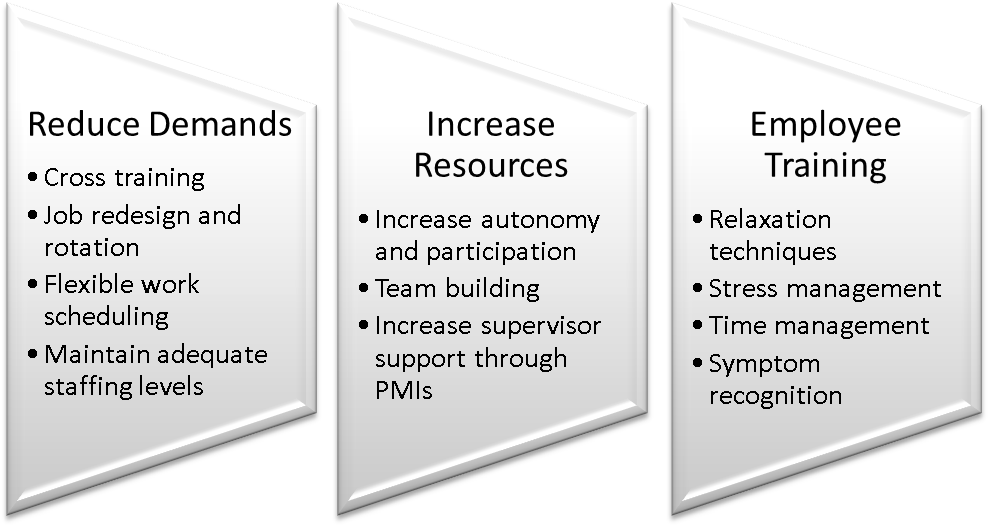 Reduce Demands
• Cross training
• Job redesign and
rotation
• Flexible work
scheduling
• Maintain adequate
staffing levels
Increase
Resources
• Increase autonomy
and participation
• Team building
• Increase supervisor
support through
PMIs
Employee
Training
• Relaxation
techniques
• Stress management
• Time management
• Symptom
recognition